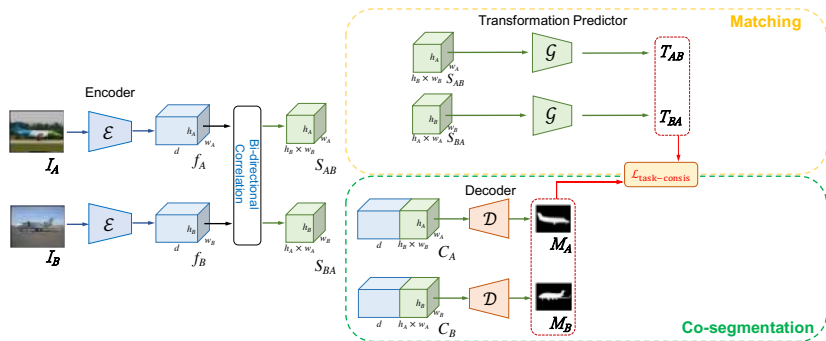 Transformation Predictor
Matching
h_A
w_A
h_B × w_B
S_AB
G
T_AB
h_B
w_B
h_A × w_A
S_BA
G
T_BA
L_task-consis
Encoder
I_A
E
h_A
w_A
d
f_A
Bi-directional
Correlation
h_A
w_A
h_B × w_B
S_AB
I_B
E
h_B
w_B
d
f_B
h_B
w_B
h_A × w_A
S_BA
Decoder
h_A
w_A
d
h_B × w_B
C_A
D
M_A
h_B
w_B
d
h_A × w_A
C_B
D
M_B
Co-segmentation